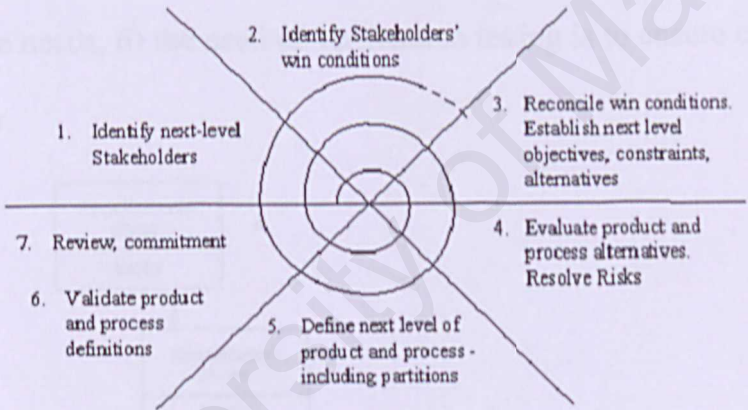 2. Identify Stakeholders'
win conditions
3. Reconcile win conditions.
Establish next level
objectives, constraints,
alternatives
1. Identify next-level
Stakeholders
4. Evaluate product and
process alternatives.
Resolve Risks
7. Review, commitment
6. Validate product
and process
definitions
5. Define next level of
product and process -
including partitions